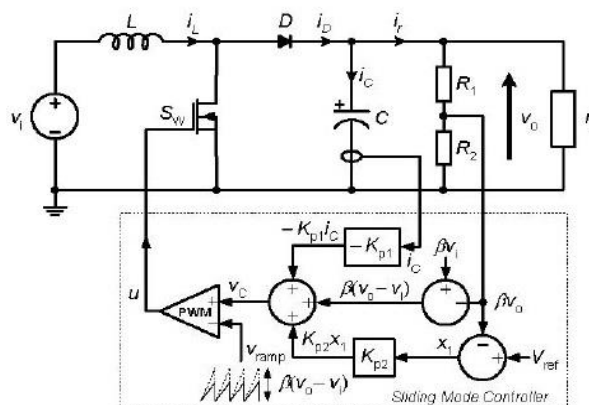 L
i_L
D
i_D
i_r
i_C
R_1
v_i
S_W
C
v_o
r
R_2
−K_p1 i_C
−K_p1
i_C
βv_i
v_C
β(v_o − v_i)
βv_o
u
PWM
K_p2 x_1
K_p2
x_1
V_ref
v_ramp
β(v_o − v_i)
Sliding Mode Controller